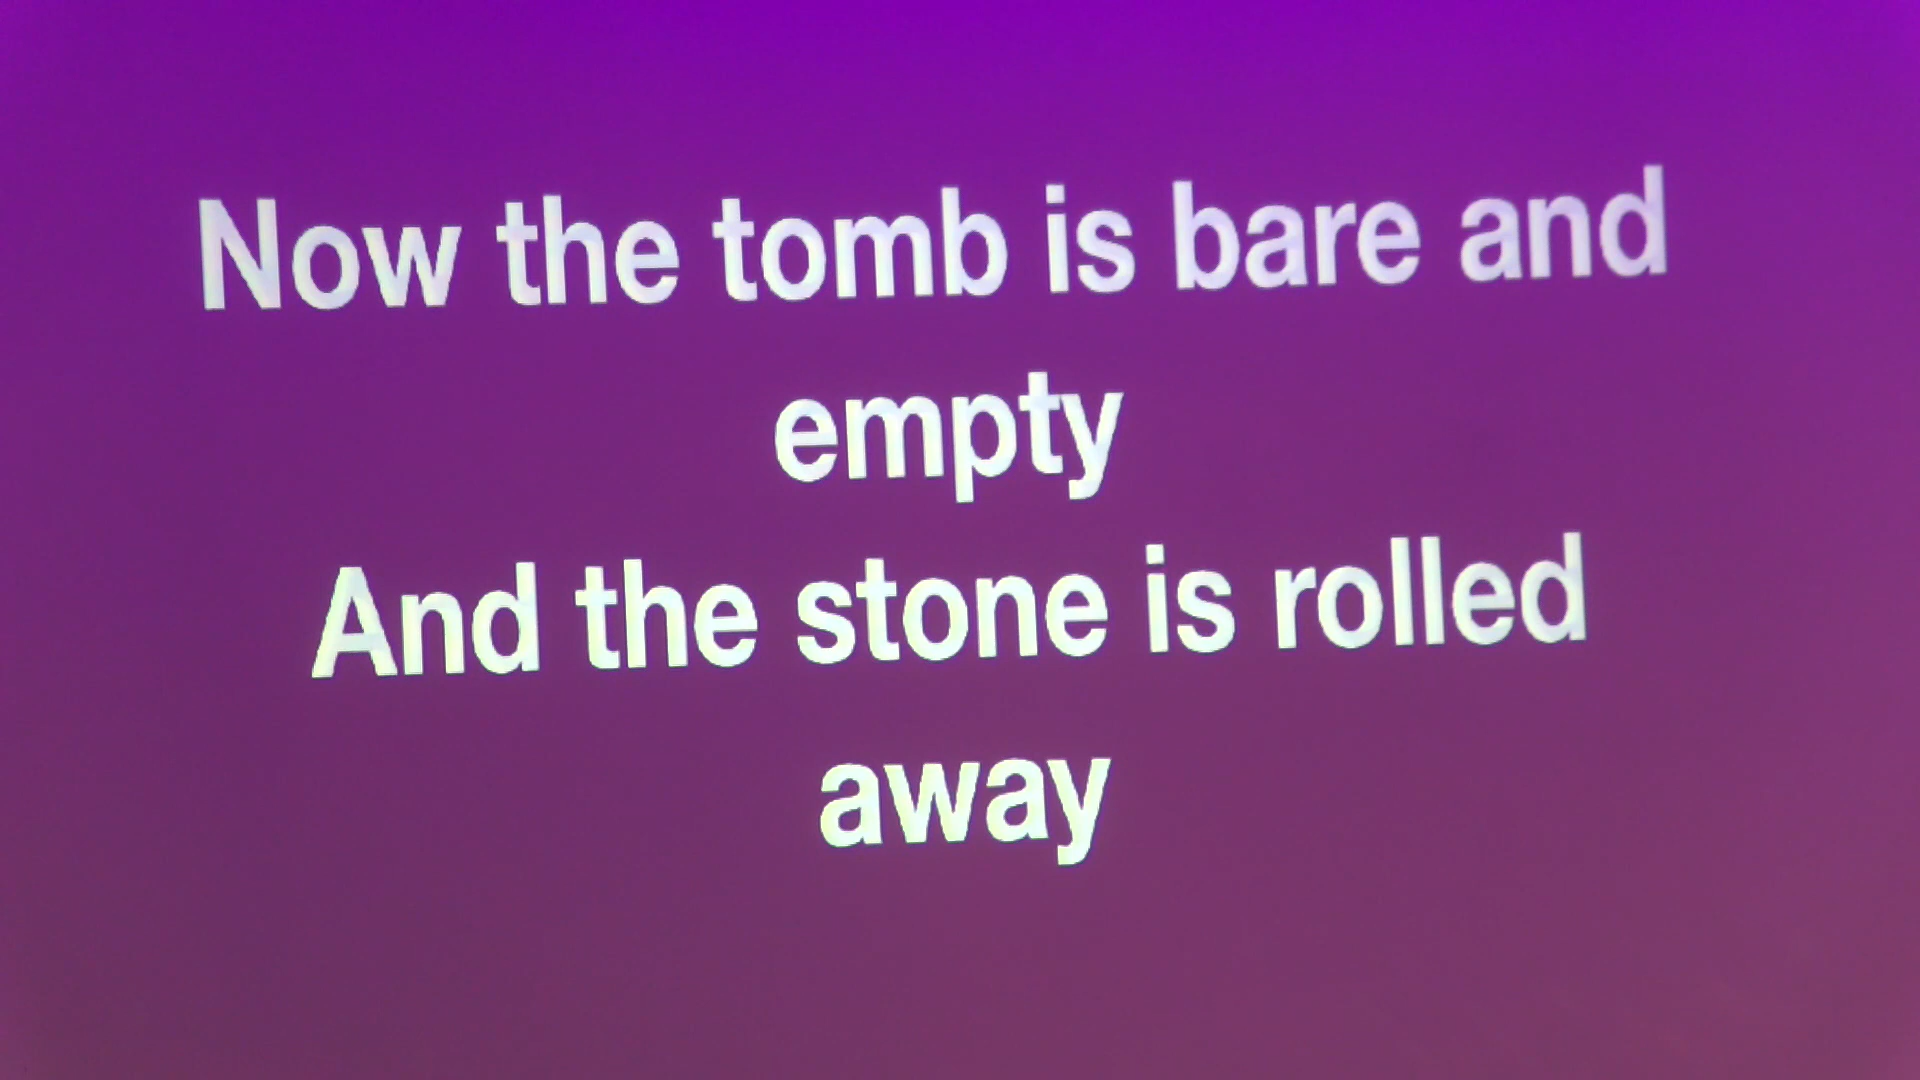 Now the tomb is bare and
empty
And the stone is rolled
away